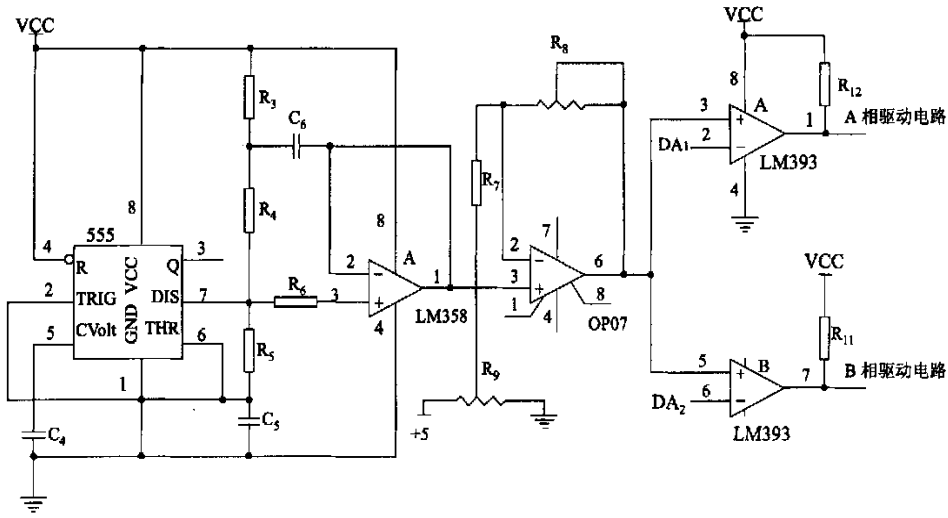 VCC
R3
C6
R4
8
555
4
R
VCC
Q
3
2
TRIG
DIS
7
5
CVolt
GND
THR
6
1
R6
3
R5
C4
C5
8
A
2
−
+
1
4
LM358
R8
R7
7
2
−
3
+
6
1
4
8
OP07
R9
+5
VCC
8
A
3
+
2
−
DA1
1
R12
A 相驱动电路
LM393
4
VCC
R11
5
+
B
6
−
DA2
7
B 相驱动电路
LM393